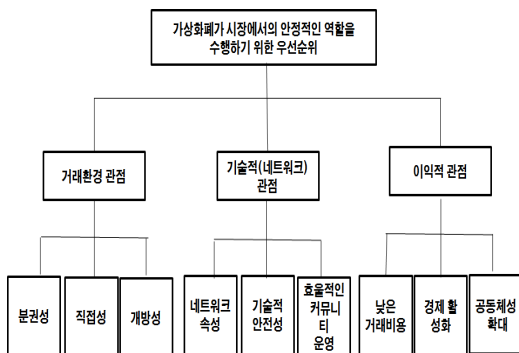 가상화폐가 시장에서의 안정적인 역할을
수행하기 위한 우선순위
거래환경 관점
기술적(네트워크)
관점
이익적 관점
분권성
직접성
개방성
네트워크
속성
기술적
안전성
효율적인
커뮤니
티
운영
낮은
거래비용
경제 활
성화
공동체성
확대